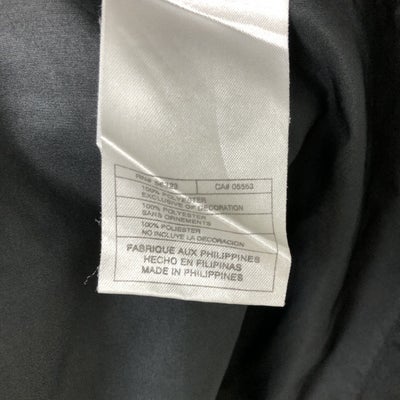 RN#
CA# 05553
100% POLYESTER
EXCLUSIVE OF DECORATION
100% POLYESTER
SANS ORNEMENTS
100% POLIESTER
NO INCLUYE LA DECORACION
FABRIQUE AUX PHILIPPINES
HECHO EN FILIPINAS
MADE IN PHILIPPINES